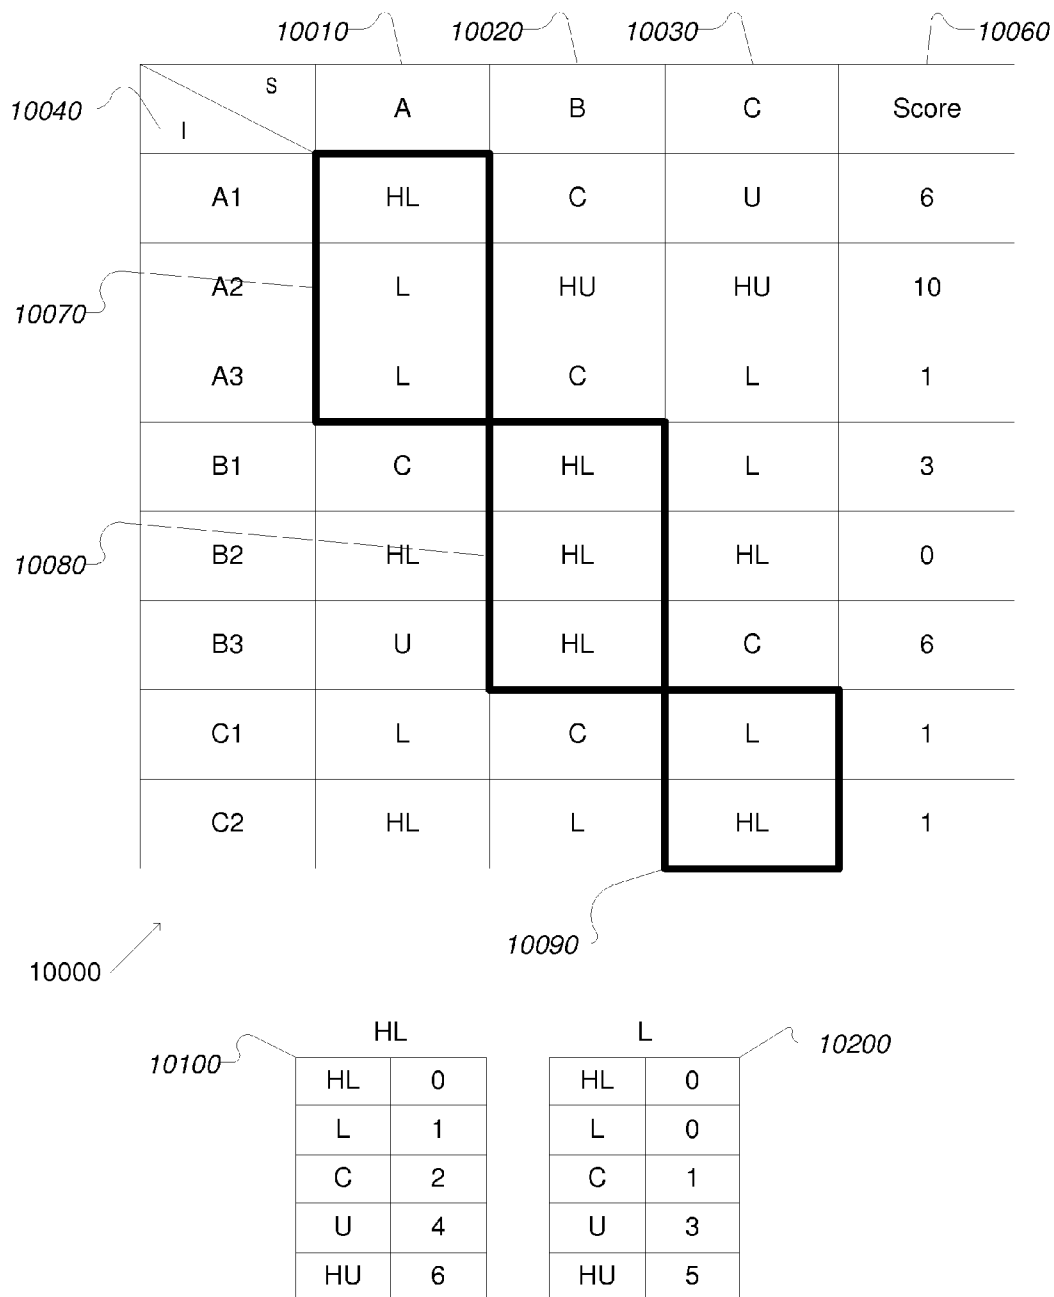 10010 10020 10030 10060
10040 S I A B C Score
A1 HL C U 6
10070 A2 L HU HU 10
A3 L C L 1
B1 C HL L 3
10080 B2 HL HL HL 0
B3 U HL C 6
C1 L C L 1
C2 HL L HL 1
10090
10000
HL L
10100 10200
HL 0 HL 0
L 1 L 0
C 2 C 1
U 4 U 3
HU 6 HU 5